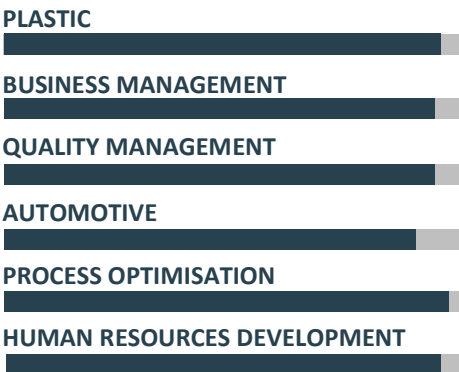 PLASTIC
BUSINESS MANAGEMENT
QUALITY MANAGEMENT
AUTOMOTIVE
PROCESS OPTIMISATION
HUMAN RESOURCES DEVELOPMENT